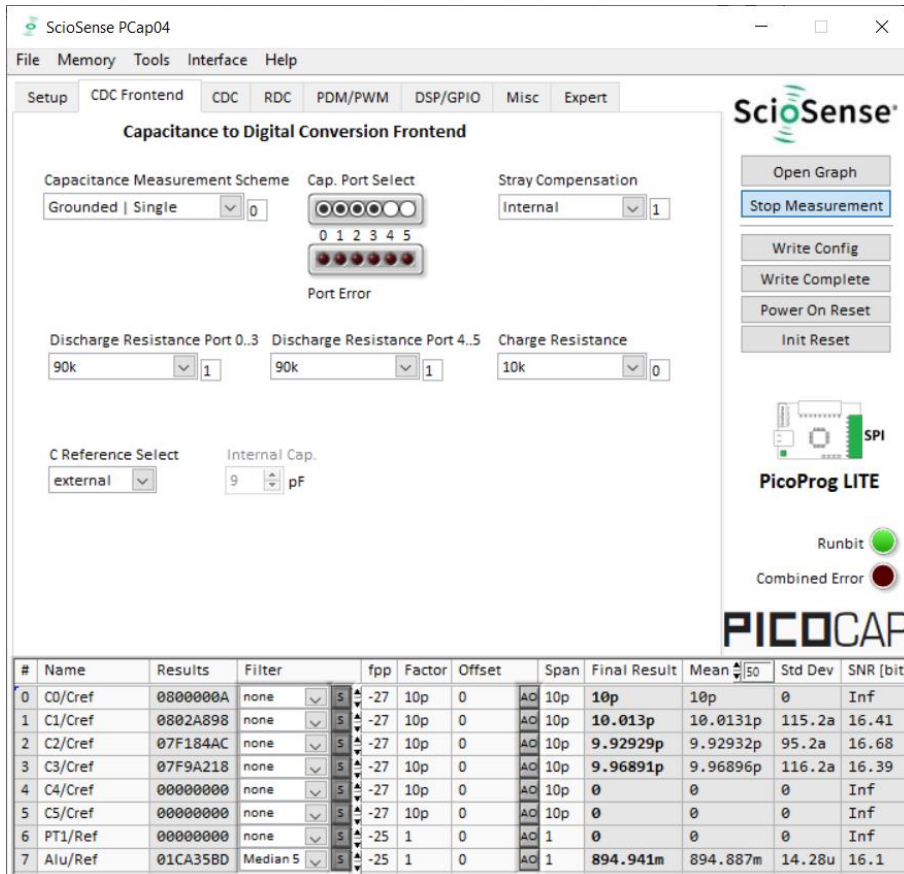 ScioSense PCap04
File Memory Tools Interface Help
Setup CDC Frontend CDC RDC PDM/PWM DSP/GPIO Misc Expert
ScioSense
Capacitance to Digital Conversion Frontend
Open Graph
Stop Measurement
Write Config
Write Complete
Power On Reset
Init Reset
Capacitance Measurement Scheme Cap. Port Select Stray Compensation
Grounded | Single 0 Internal 1
0 1 2 3 4 5
Port Error
Discharge Resistance Port 0..3 Discharge Resistance Port 4..5 Charge Resistance
90k 1 90k 1 10k 0
C Reference Select Internal Cap.
external 9 pF
SPI
PicoProg LITE
Runbit
Combined Error
PICOCAP
# Name Results Filter fpp Factor Offset Span Final Result Mean 50 Std Dev SNR [bit
0 C0/Cref 0800000A none S -27 10p 0 AO 10p 10p 10p 0 Inf
1 C1/Cref 0802A898 none S -27 10p 0 AO 10p 10.013p 10.0131p 115.2a 16.41
2 C2/Cref 07F184AC none S -27 10p 0 AO 10p 9.92929p 9.92932p 95.2a 16.68
3 C3/Cref 07F9A218 none S -27 10p 0 AO 10p 9.96891p 9.96896p 116.2a 16.39
4 C4/Cref 00000000 none S -27 10p 0 AO 10p 0 0 0 Inf
5 C5/Cref 00000000 none S -27 10p 0 AO 10p 0 0 0 Inf
6 PT1/Ref 00000000 none S -25 1 0 AO 1 0 0 0 Inf
7 Alu/Ref 01CA35BD Median 5 S -25 1 0 AO 1 894.941m 894.887m 14.28u 16.1